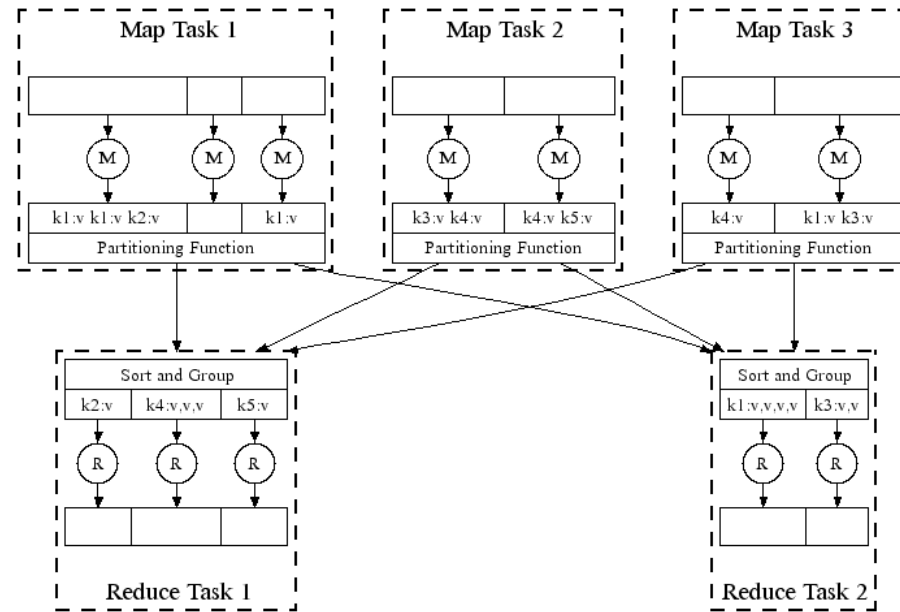 Map Task 1
Map Task 2
Map Task 3
M M M
M M
M M
k1:v k1:v k2:v k1:v
k3:v k4:v k4:v k5:v
k4:v k1:v k3:v
Partitioning Function
Partitioning Function
Partitioning Function
Sort and Group
k2:v k4:v,v,v k5:v
R R R
Reduce Task 1
Sort and Group
k1:v,v,v,v k3:v,v
R R
Reduce Task 2